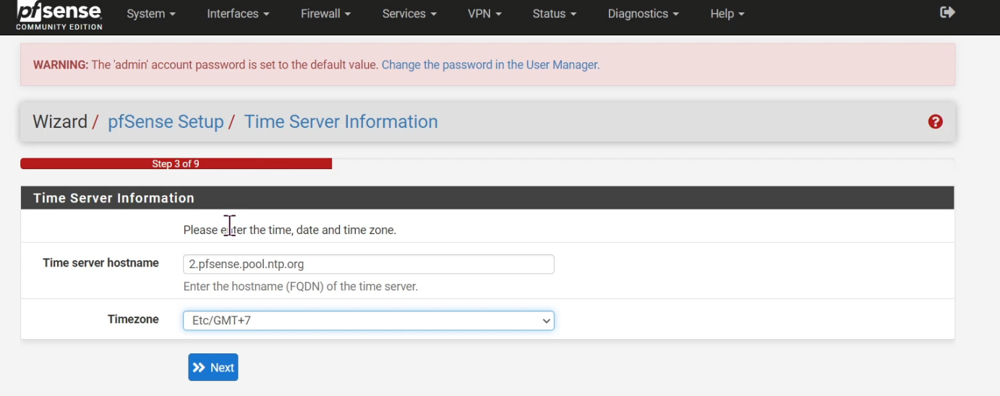 pfsense
COMMUNITY EDITION
System Interfaces Firewall Services VPN Status Diagnostics Help
WARNING: The 'admin' account password is set to the default value. Change the password in the User Manager.
Wizard / pfSense Setup / Time Server Information
Step 3 of 9
Time Server Information
Please enter the time, date and time zone.
Time server hostname 2.pfsense.pool.ntp.org
Enter the hostname (FQDN) of the time server.
Timezone Etc/GMT+7
Next